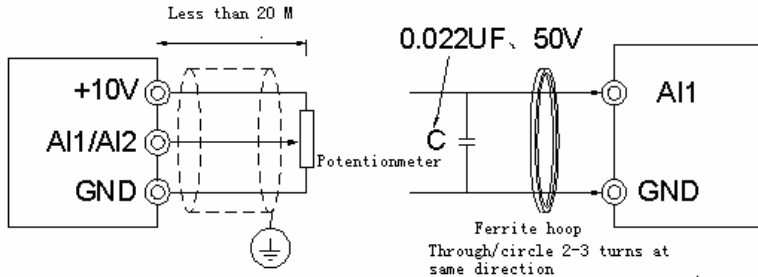 Less than 20 M
+10V
AI1/AI2
GND
Potentionmeter
0.022UF、50V
C
AI1
GND
Ferrite hoop
Through/circle 2-3 turns at
same direction